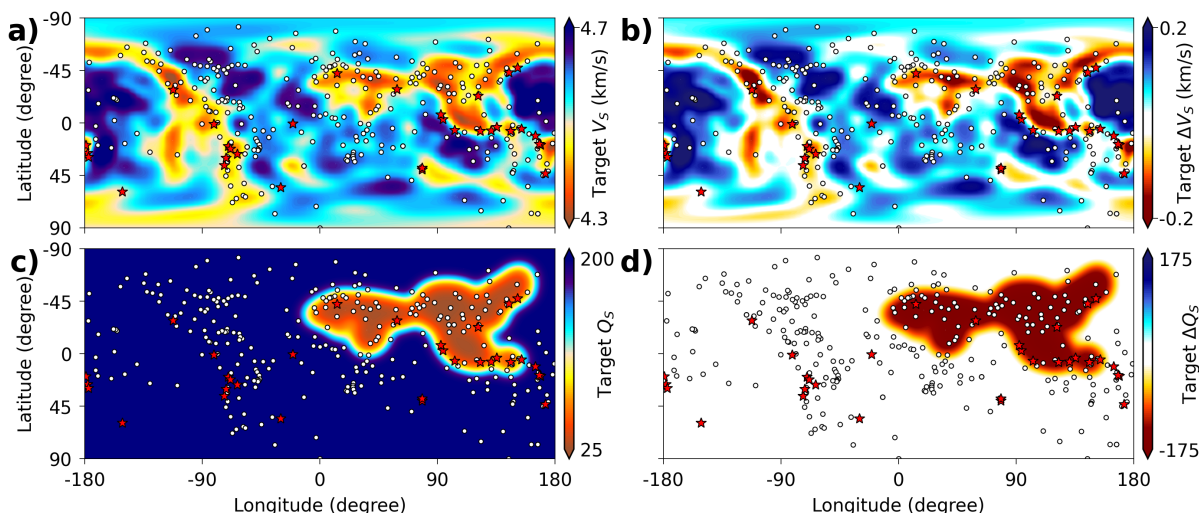 a)
-90
-45
0
45
90
Latitude (degree)
4.7
4.3
Target V_S (km/s)
b)
0.2
-0.2
Target ΔV_S (km/s)
c)
-90
-45
0
45
90
Latitude (degree)
-180
-90
0
90
180
Longitude (degree)
200
25
Target Q_S
d)
-180
-90
0
90
180
Longitude (degree)
175
-175
Target ΔQ_S